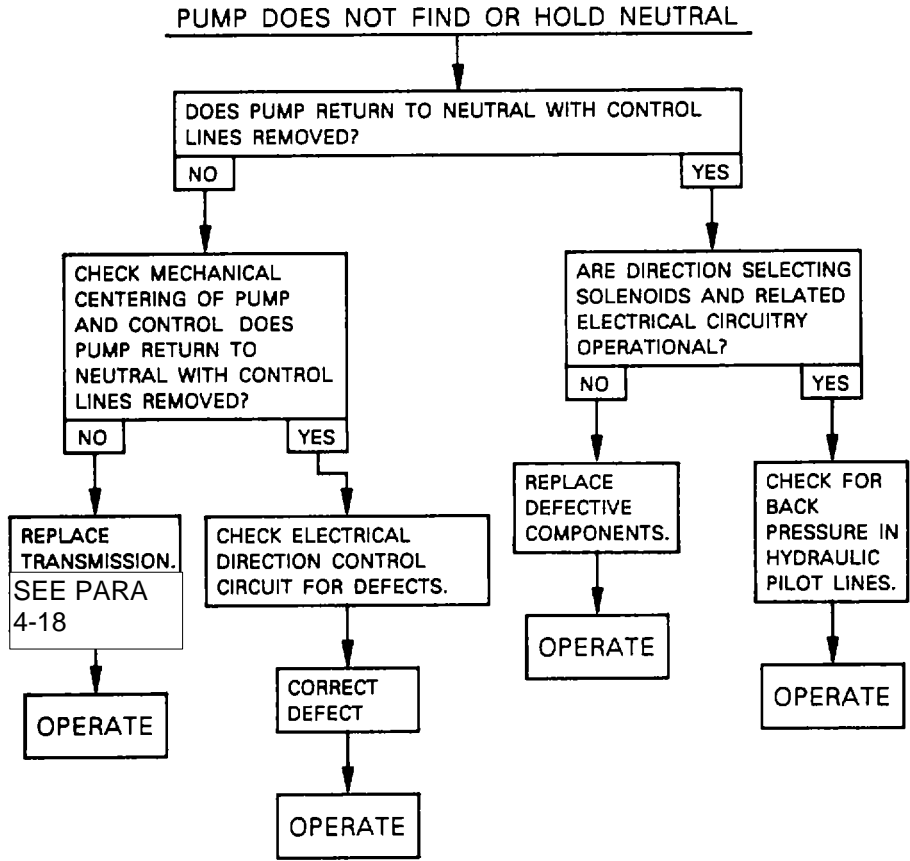 PUMP DOES NOT FIND OR HOLD NEUTRAL
DOES PUMP RETURN TO NEUTRAL WITH CONTROL
LINES REMOVED?
NO
YES
CHECK MECHANICAL
CENTERING OF PUMP
AND CONTROL DOES
PUMP RETURN TO
NEUTRAL WITH CONTROL
LINES REMOVED?
NO
YES
ARE DIRECTION SELECTING
SOLENOIDS AND RELATED
ELECTRICAL CIRCUITRY
OPERATIONAL?
NO
YES
REPLACE
TRANSMISSION.
SEE PARA
4-18
OPERATE
CHECK ELECTRICAL
DIRECTION CONTROL
CIRCUIT FOR DEFECTS.
CORRECT
DEFECT
OPERATE
REPLACE
DEFECTIVE
COMPONENTS.
OPERATE
CHECK FOR
BACK
PRESSURE IN
HYDRAULIC
PILOT LINES.
OPERATE